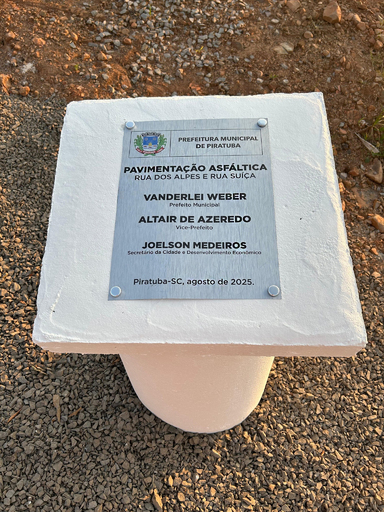 PREFEITURA MUNICIPAL
DE PIRATUBA
PAVIMENTAÇÃO ASFÁLTICA
RUA DOS ALPES E RUA SUÍÇA
VANDERLEI WEBER
Prefeito Municipal
ALTAIR DE AZEREDO
Vice-Prefeito
JOELSON MEDEIROS
Secretário da Cidade e Desenvolvimento Econômico
Piratuba-SC, agosto de 2025.